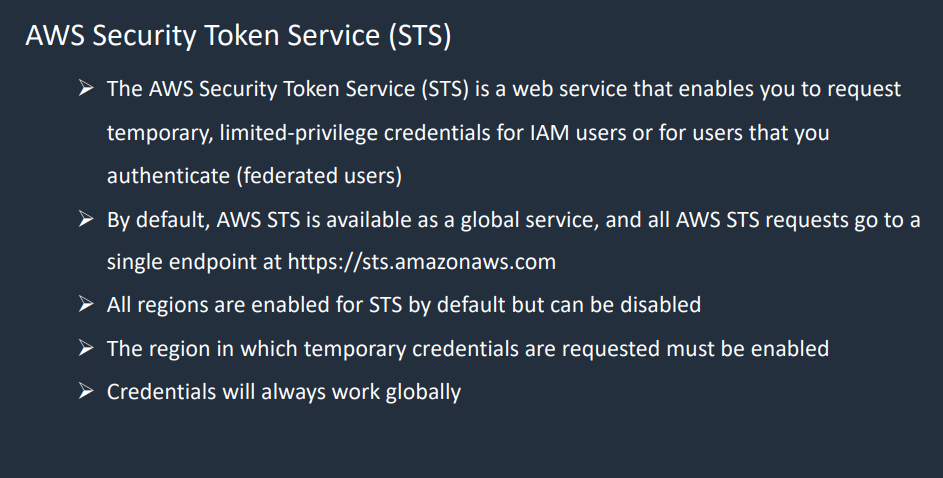 AWS Security Token Service (STS)
➢ The AWS Security Token Service (STS) is a web service that enables you to request
temporary, limited-privilege credentials for IAM users or for users that you
authenticate (federated users)
➢ By default, AWS STS is available as a global service, and all AWS STS requests go to a
single endpoint at https://sts.amazonaws.com
➢ All regions are enabled for STS by default but can be disabled
➢ The region in which temporary credentials are requested must be enabled
➢ Credentials will always work globally